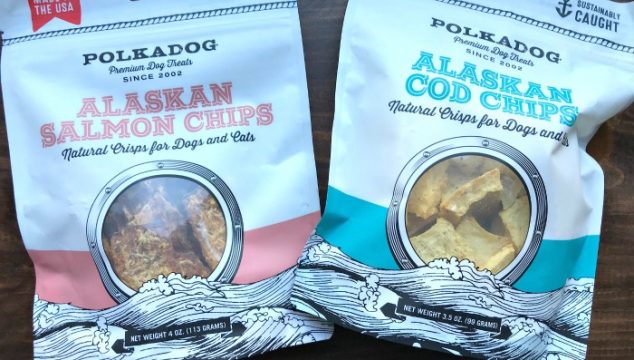 MADE IN
THE USA
POLKADOG
Premium Dog Treats
SINCE 2002
ALASKAN
SALMON CHIPS
Natural Crisps for Dogs and Cats
NET WEIGHT 4 OZ. (113 GRAMS)
SUSTAINABLY
CAUGHT
POLKADOG
Premium Dog Treats
SINCE 2002
ALASKAN
COD CHIPS
Natural Crisps for Dogs and
NET WEIGHT 3.5 OZ. (99 GRAMS)